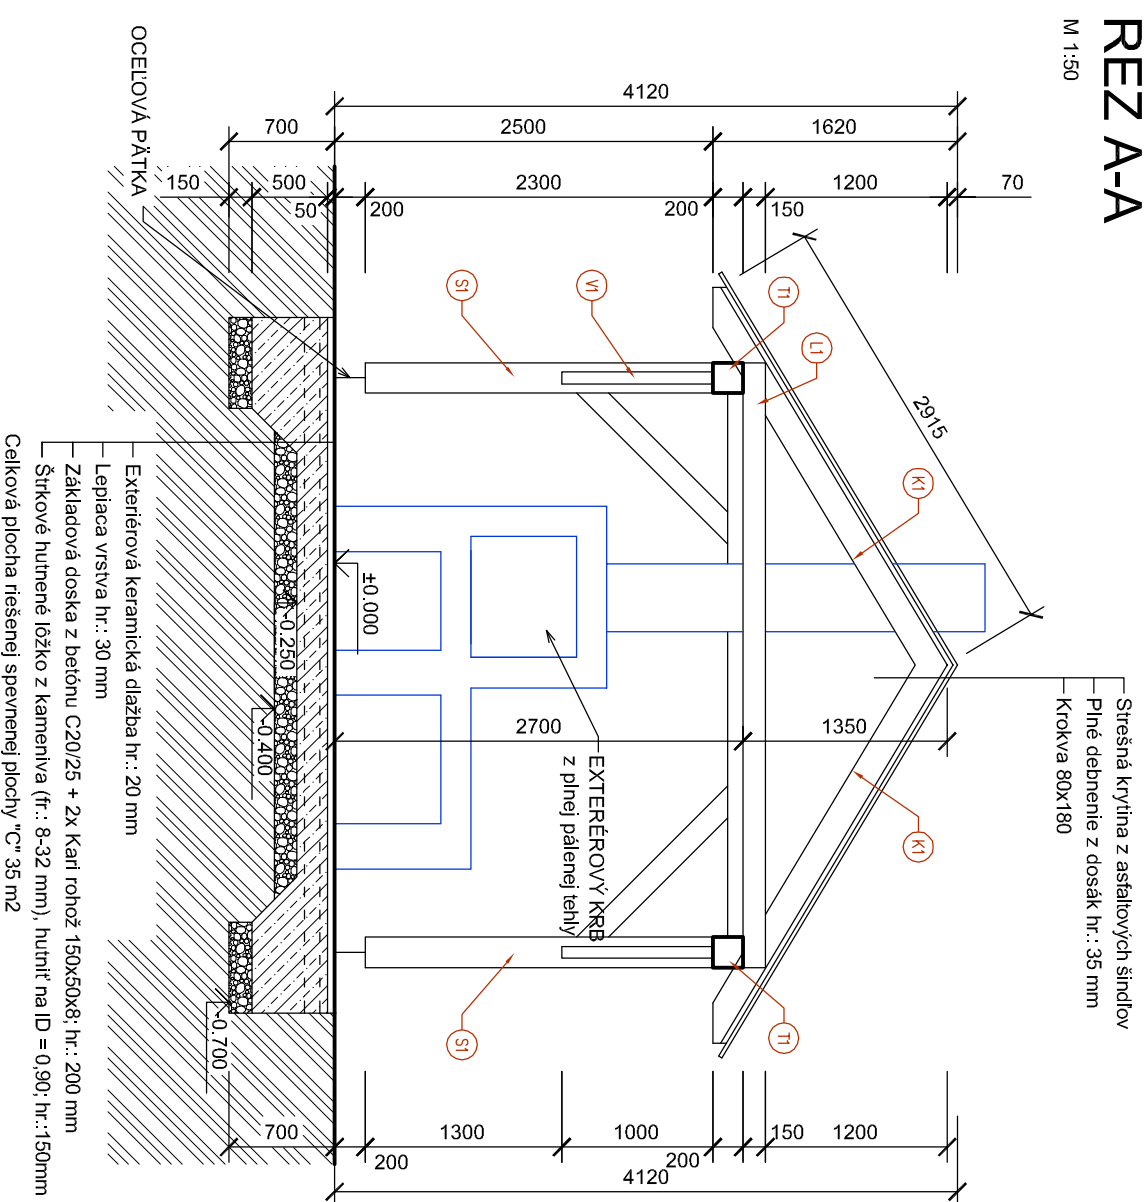 REZ A-A
M 1:50
4120
700
2500
1620
150
500
50
200
2300
200
150
1200
70
OCEĽOVÁ PÄTKA
S1
V1
T1
L1
2915
K1
Strešná krytina z asfaltových šindľov
Plné debnenie z dosák hr.: 35 mm
Krokva 80x180
±0.000
-0.250
-0.400
2700
1350
EXTERÉROVÝ KRB
z plnej pálenej tehly
K1
S1
T1
-0.700
Exteriérová keramická dlažba hr.: 20 mm
Lepiaca vrstva hr.: 30 mm
Základová doska z betónu C20/25 + 2x Kari rohož 150x50x8; hr.: 200 mm
Štrkové hutnené lôžko z kameniva (fr.: 8-32 mm), hutniť na ID = 0,90; hr.:150mm
Celková plocha riešenej spevnenej plochy "C" 35 m2
700
200
1300
1000
200
150
1200
4120